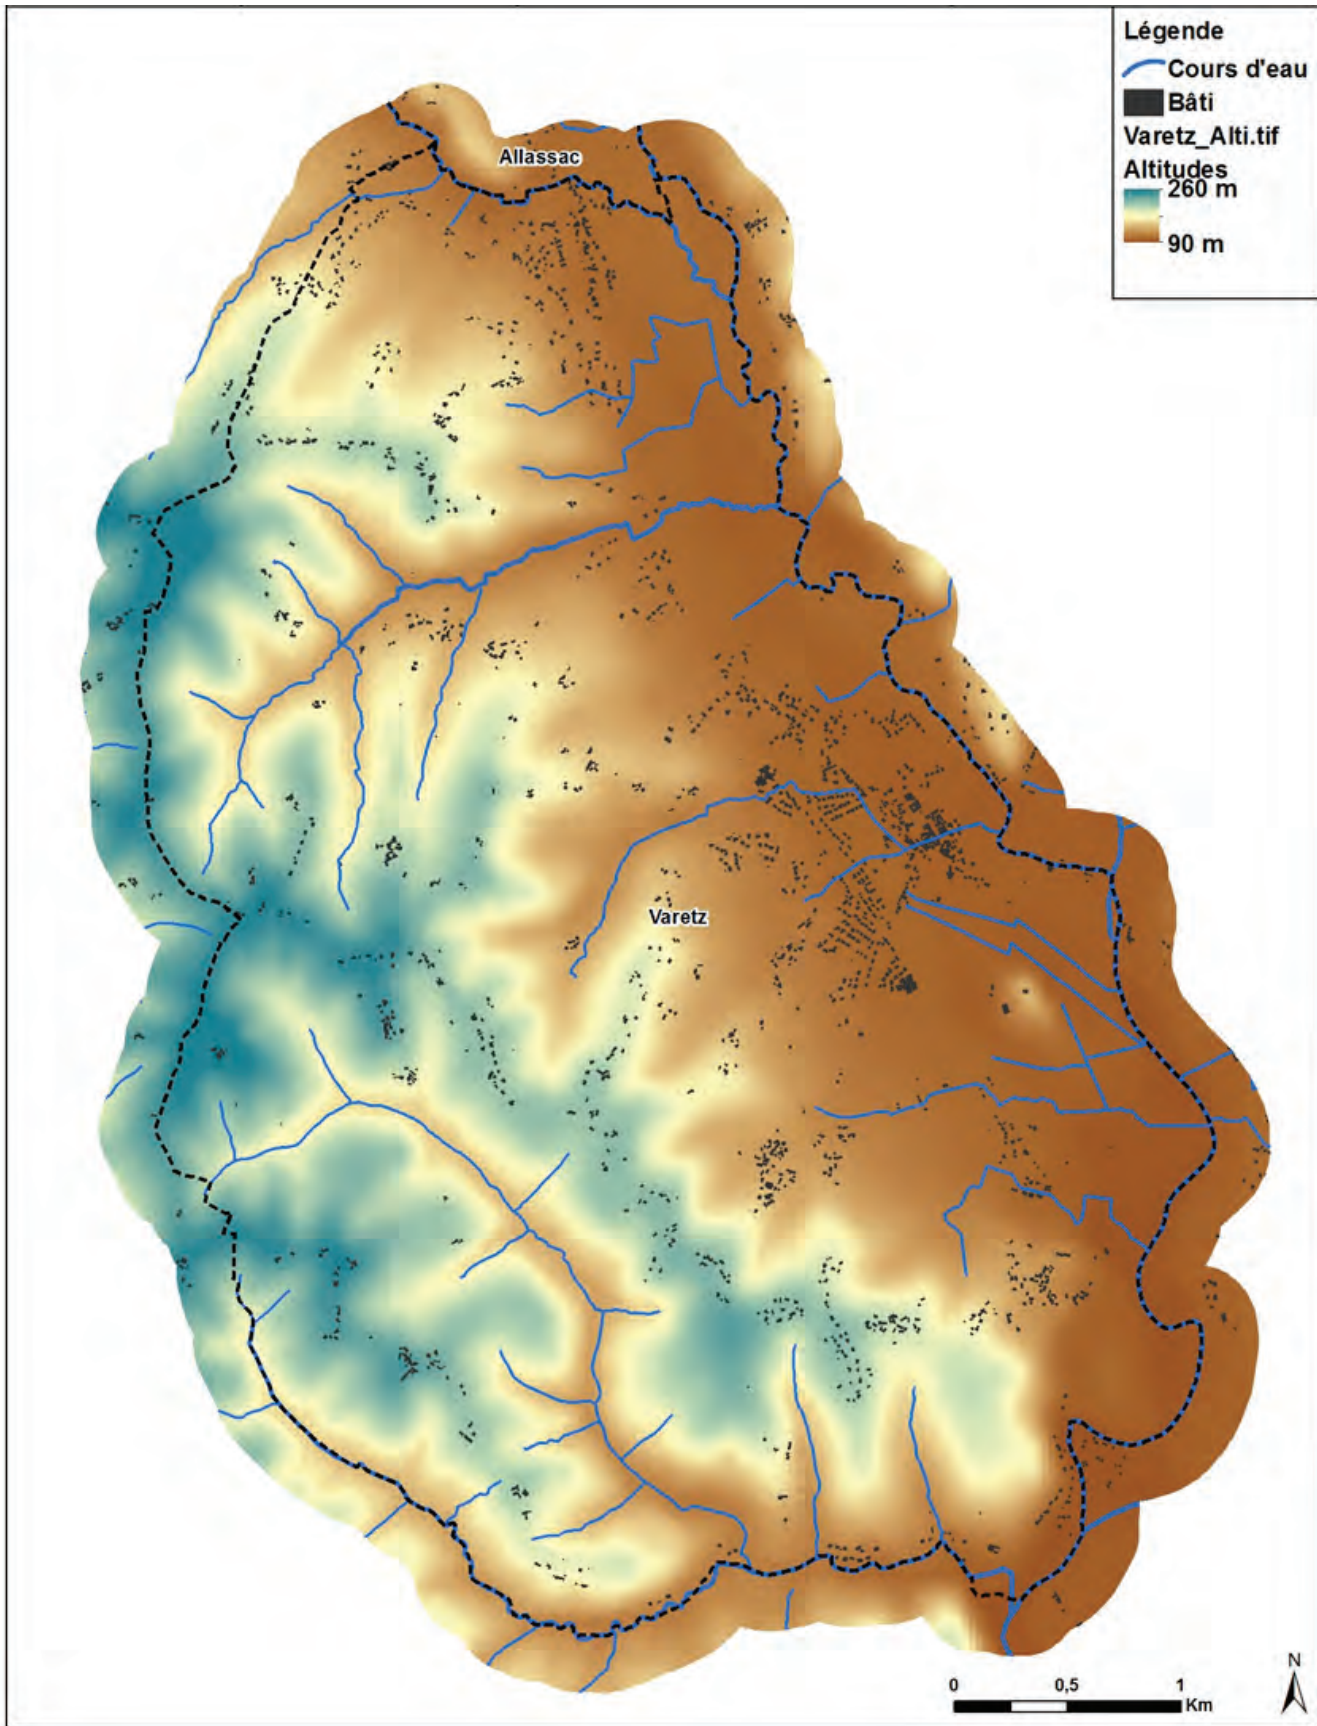 Légende
Cours d'eau
Bâti
Varetz_Alti.tif
Altitudes
260 m
90 m
Allassac
Varetz
N
0 0,5 1
Km